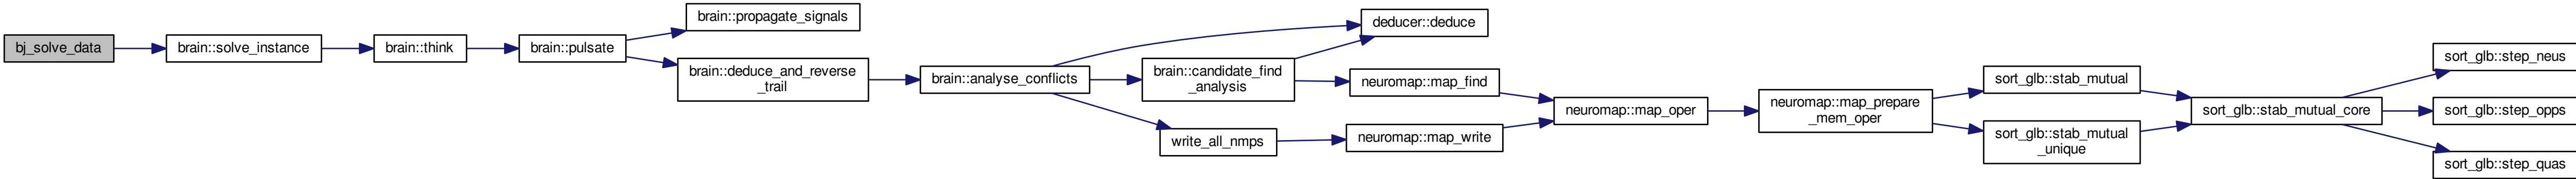 bj_solve_data
brain::solve_instance
brain::think
brain::pulsate
brain::propagate_signals
brain::deduce_and_reverse
_trail
brain::analyse_conflicts
deducer::deduce
brain::candidate_find
_analysis
write_all_nmps
neuromap::map_find
neuromap::map_write
neuromap::map_oper
neuromap::map_prepare
_mem_oper
sort_glb::stab_mutual
sort_glb::stab_mutual
_unique
sort_glb::stab_mutual_core
sort_glb::step_neus
sort_glb::step_opps
sort_glb::step_quas